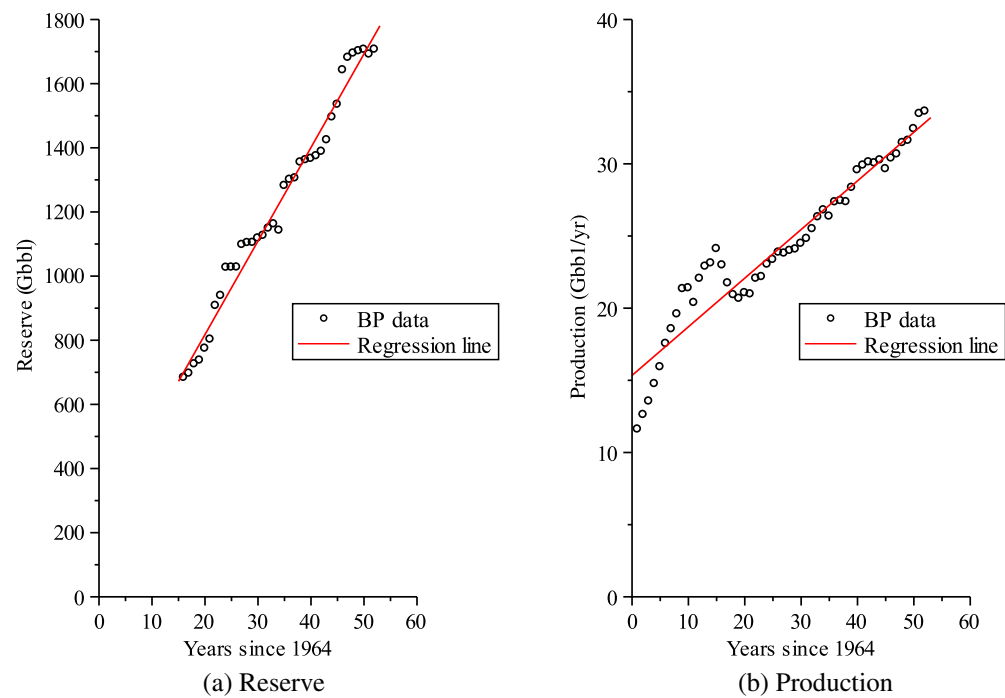 1800
1600
1400
1200
1000
800
600
400
200
0
Reserve (Gbbl)
BP data
Regression line
0 10 20 30 40 50 60
Years since 1964
(a) Reserve
40
30
20
10
0
Production (Gbb1/yr)
BP data
Regression line
0 10 20 30 40 50 60
Years since 1964
(b) Production